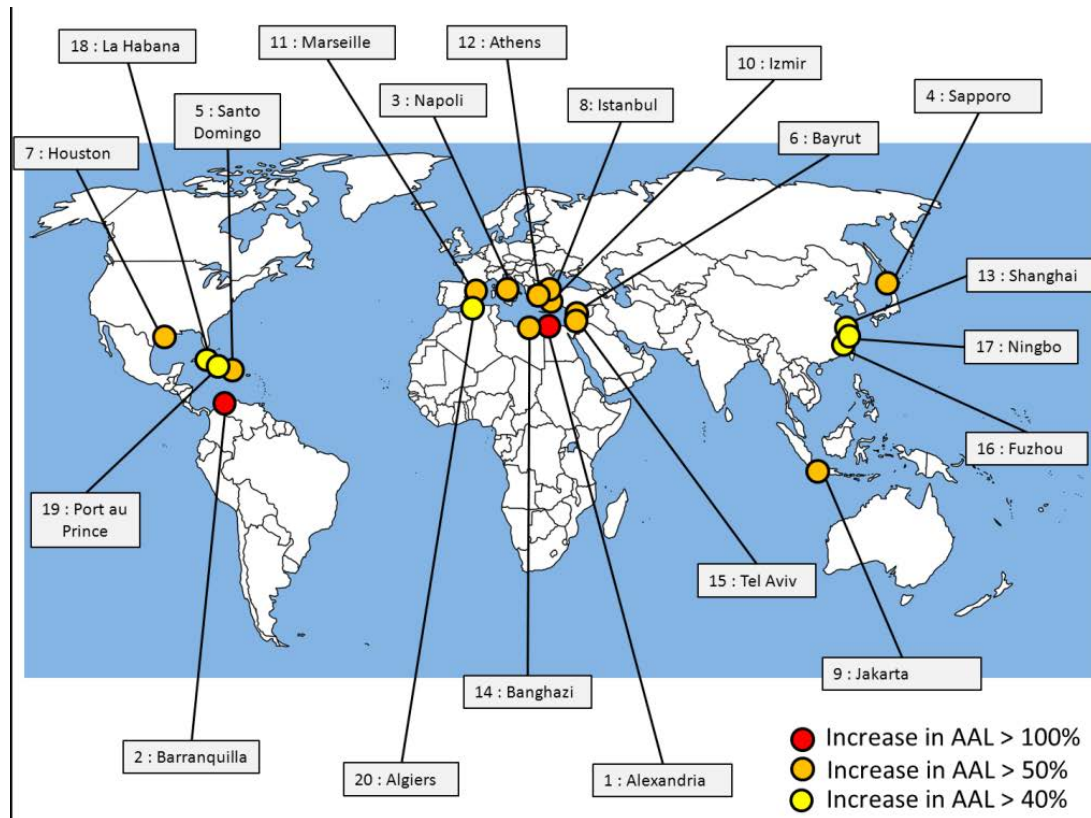 18 : La Habana
11 : Marseille
12 : Athens
10 : Izmir
5 : Santo
Domingo
3 : Napoli
8: Istanbul
4 : Sapporo
7 : Houston
6 : Bayrut
13 : Shanghai
17 : Ningbo
16 : Fuzhou
19 : Port au
Prince
15 : Tel Aviv
9 : Jakarta
14 : Banghazi
2 : Barranquilla
20 : Algiers
1 : Alexandria
Increase in AAL > 100%
Increase in AAL > 50%
Increase in AAL > 40%